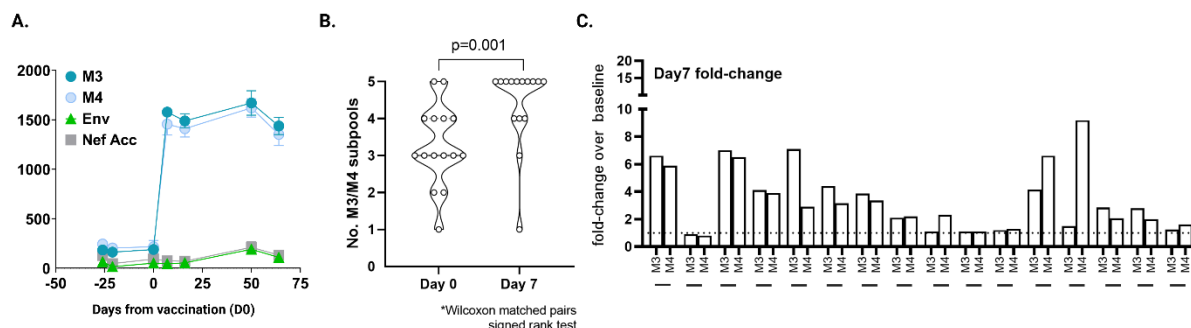 A.
2000
1500
1000
500
0
M3
M4
Env
Nef Acc
-50
-25
0
25
50
75
Days from vaccination (D0)
B.
p=0.001
No. M3/M4 subpools
5
4
3
2
1
0
Day 0
Day 7
*Wilcoxon matched pairs
signed rank test
C.
Day7 fold-change
fold-change over baseline
20
15
10
8
6
4
2
0
M3 M4 M3 M4 M3 M4 M3 M4 M3 M4 M3 M4 M3 M4 M3 M4 M3 M4 M3 M4 M3 M4 M3 M4 M3 M4 M3 M4 M3 M4 M3 M4